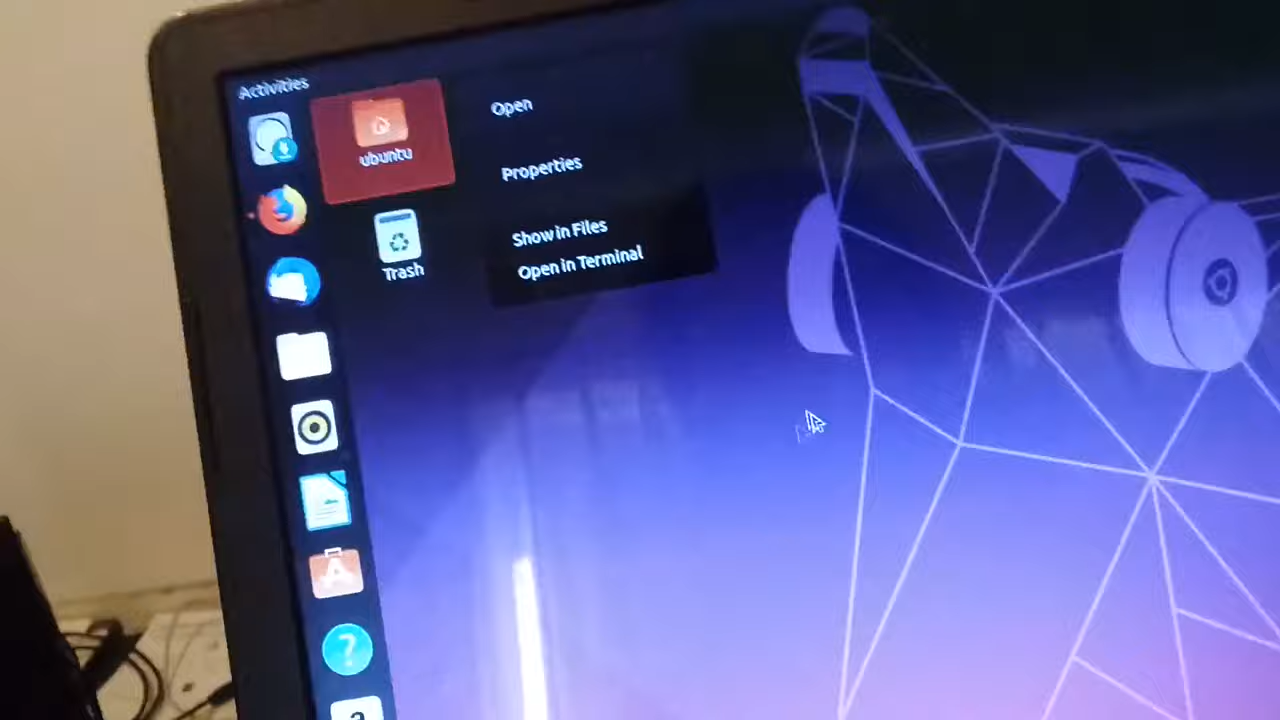 Activities
ubuntu
Trash
Open
Properties
Show in Files
Open in Terminal
?
a